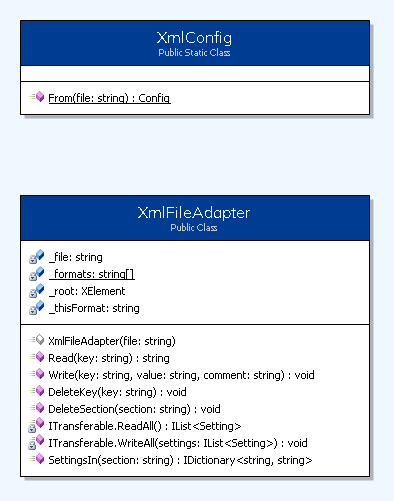 XmlConfig
Public Static Class
From(file: string) : Config
XmlFileAdapter
Public Class
_file: string
_formats: string[]
_root: XElement
_thisFormat: string
XmlFileAdapter(file: string)
Read(key: string) : string
Write(key: string, value: string, comment: string) : void
DeleteKey(key: string) : void
DeleteSection(section: string) : void
ITransferable.ReadAll() : IList<Setting>
ITransferable.WriteAll(settings: IList<Setting>) : void
SettingsIn(section: string) : IDictionary<string, string>